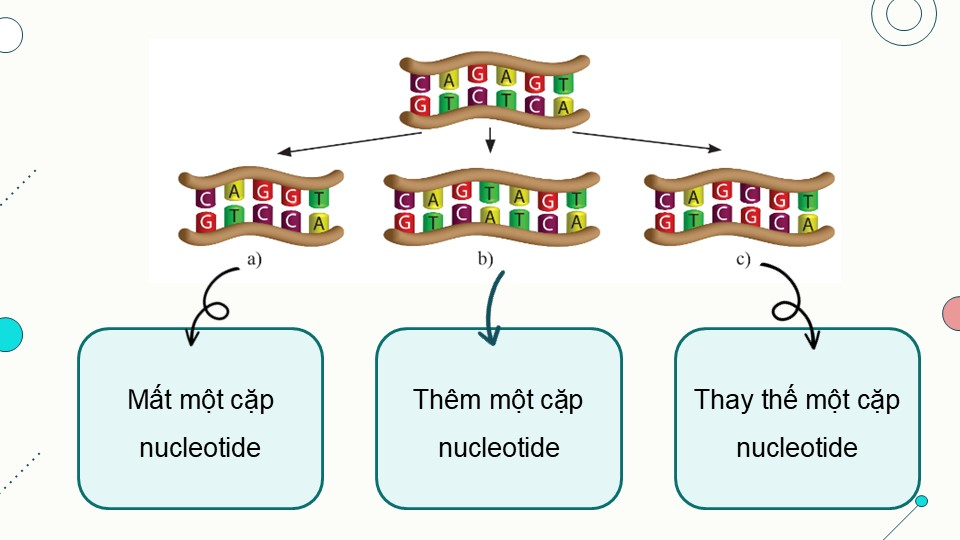 C A G A G T
G T C T C A
C A G G T
G T C C A
C A G T A G T
G T C A T C A
C A G C G T
G T C G C A
a)
b)
c)
Mất một cặp
nucleotide
Thêm một cặp
nucleotide
Thay thế một cặp
nucleotide